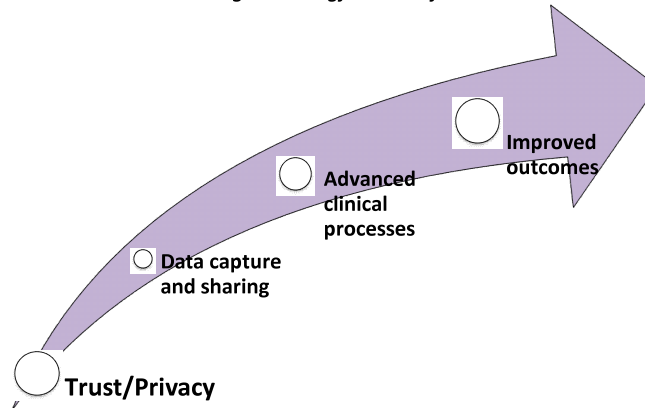 Improved
outcomes
Advanced
clinical
processes
Data capture
and sharing
Trust/Privacy